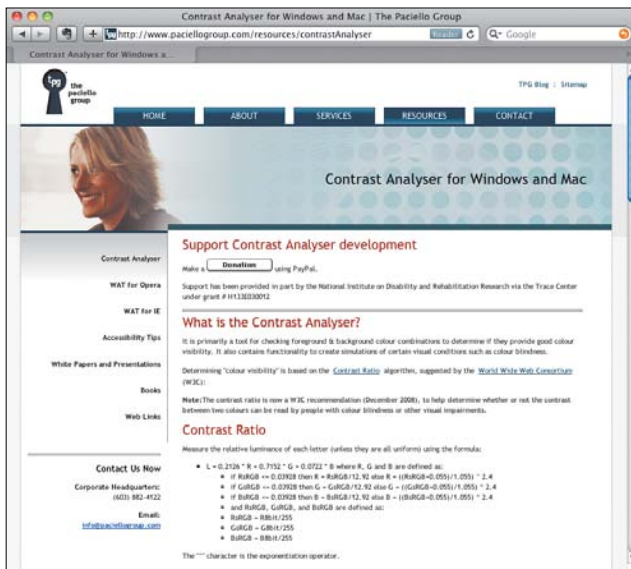 Contrast Analyser for Windows and Mac | The Paciello Group
http://www.paciellogroup.com/resources/contrastAnalyser
Reader
Google
Contrast Analyser for Windows a...
tpg
the
paciello
group
TPG Blog | Sitemap
HOME
ABOUT
SERVICES
RESOURCES
CONTACT
Contrast Analyser for Windows and Mac
Contrast Analyser
WAT for Opera
WAT for IE
Accessibility Tips
White Papers and Presentations
Books
Web Links
Contact Us Now
Corporate Headquarters:
(603) 882-4122
Email:
info@paciellogroup.com
Support Contrast Analyser development
Make a Donation using PayPal.
Support has been provided in part by the National Institute on Disability and Rehabilitation Research via the Trace Center
under grant # H133E030012
What is the Contrast Analyser?
It is primarily a tool for checking foreground & background colour combinations to determine if they provide good colour
visibility. It also contains functionality to create simulations of certain visual conditions such as colour blindness.
Determining "colour visibility" is based on the Contrast Ratio algorithm, suggested by the World Wide Web Consortium
(W3C):
Note:The contrast ratio is now a W3C recommendation (December 2008), to help determine whether or not the contrast
between two colours can be read by people with colour blindness or other visual impairments.
Contrast Ratio
Measure the relative luminance of each letter (unless they are all uniform) using the formula:
L = 0.2126 * R + 0.7152 * G + 0.0722 * B where R, G and B are defined as:
if RsRGB <= 0.03928 then R = RsRGB/12.92 else R = ((RsRGB+0.055)/1.055) ^ 2.4
if GsRGB <= 0.03928 then G = GsRGB/12.92 else G = ((GsRGB+0.055)/1.055) ^ 2.4
if BsRGB <= 0.03928 then B = BsRGB/12.92 else B = ((BsRGB+0.055)/1.055) ^ 2.4
and RsRGB, GsRGB, and BsRGB are defined as:
RsRGB = R8bit/255
GsRGB = G8bit/255
BsRGB = B8bit/255
The "^" character is the exponentiation operator.